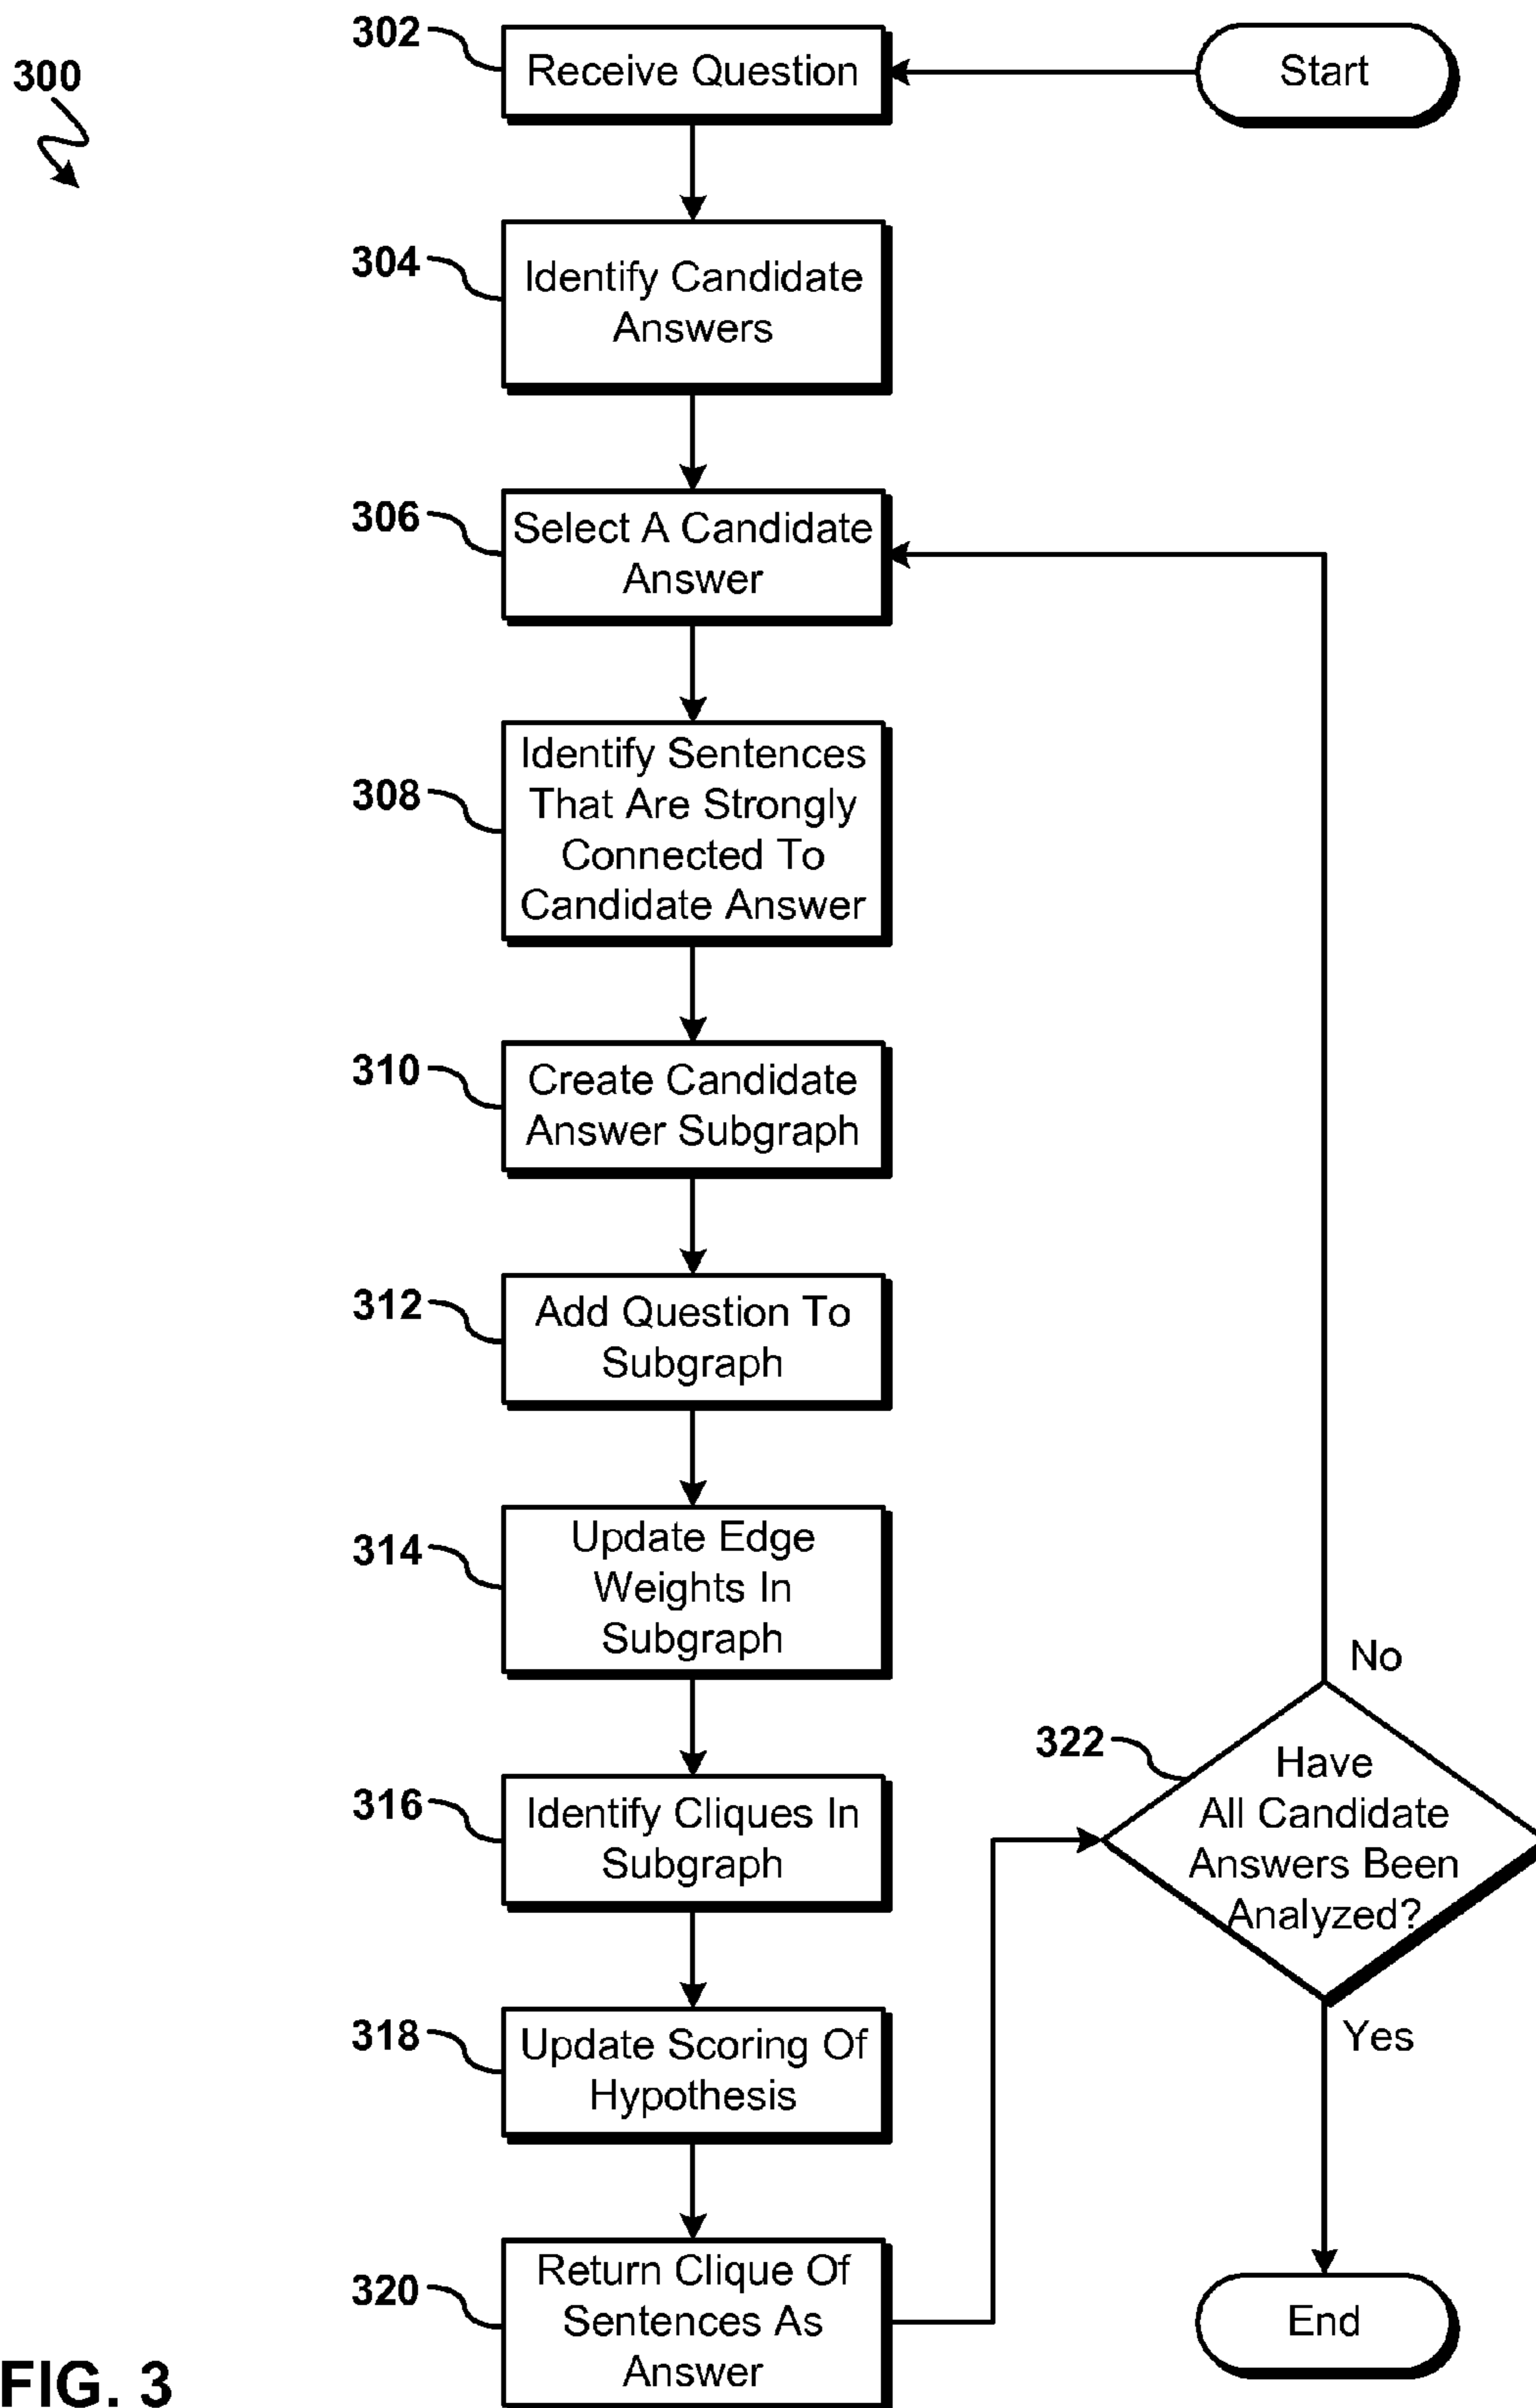 300
302
Receive Question
Start
304
Identify Candidate
Answers
306
Select A Candidate
Answer
308
Identify Sentences
That Are Strongly
Connected To
Candidate Answer
310
Create Candidate
Answer Subgraph
312
Add Question To
Subgraph
314
Update Edge
Weights In
Subgraph
316
Identify Cliques In
Subgraph
318
Update Scoring Of
Hypothesis
320
Return Clique Of
Sentences As
Answer
322
Have
All Candidate
Answers Been
Analyzed?
No
Yes
End
FIG. 3